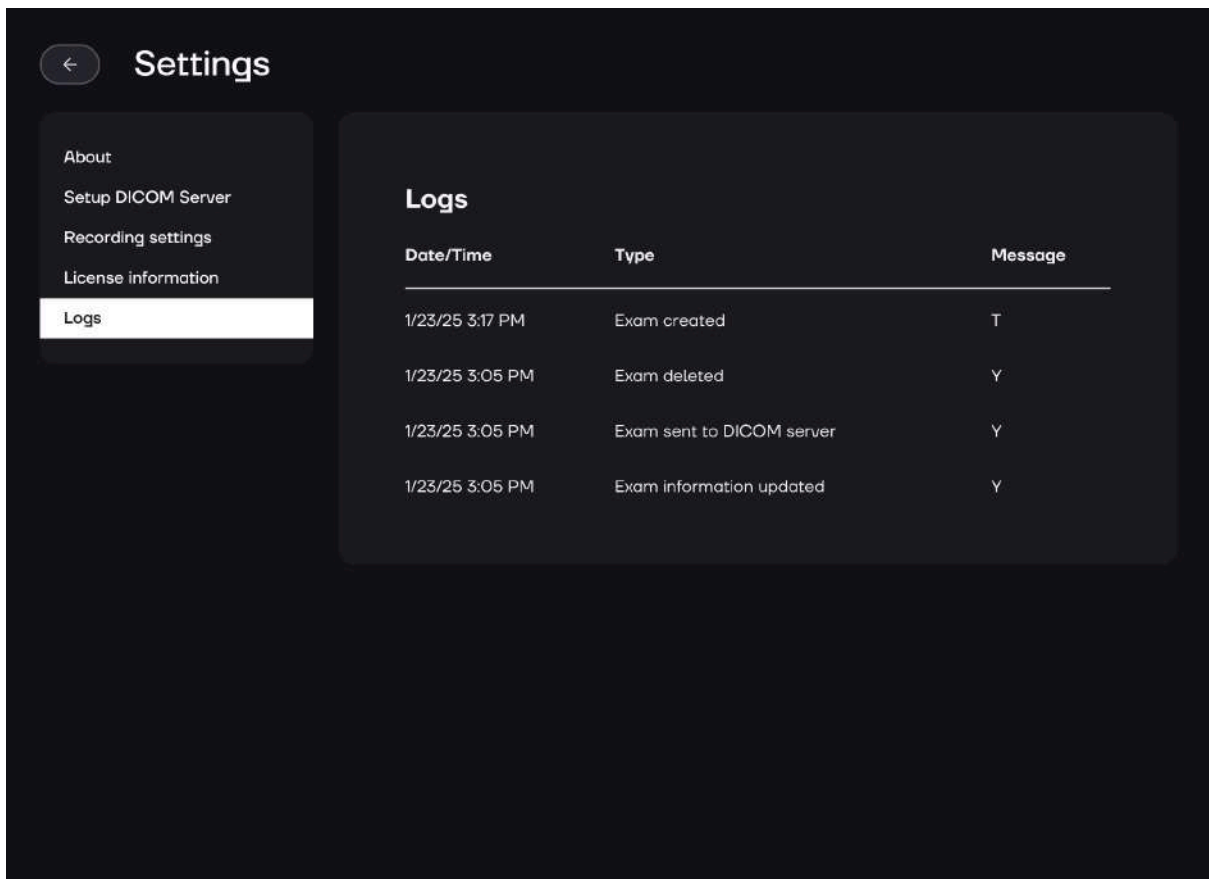 Settings
About
Setup DICOM Server
Recording settings
License information
Logs
Logs
Date/Time Type Message
1/23/25 3:17 PM Exam created T
1/23/25 3:05 PM Exam deleted Y
1/23/25 3:05 PM Exam sent to DICOM server Y
1/23/25 3:05 PM Exam information updated Y